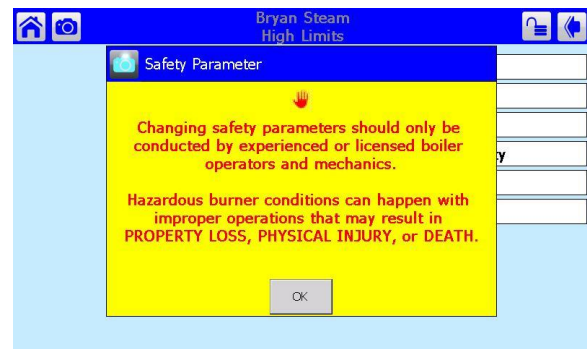 Bryan Steam
High Limits
Safety Parameter
Changing safety parameters should only be
conducted by experienced or licensed boiler
operators and mechanics.
Hazardous burner conditions can happen with
improper operations that may result in
PROPERTY LOSS, PHYSICAL INJURY, or DEATH.
OK